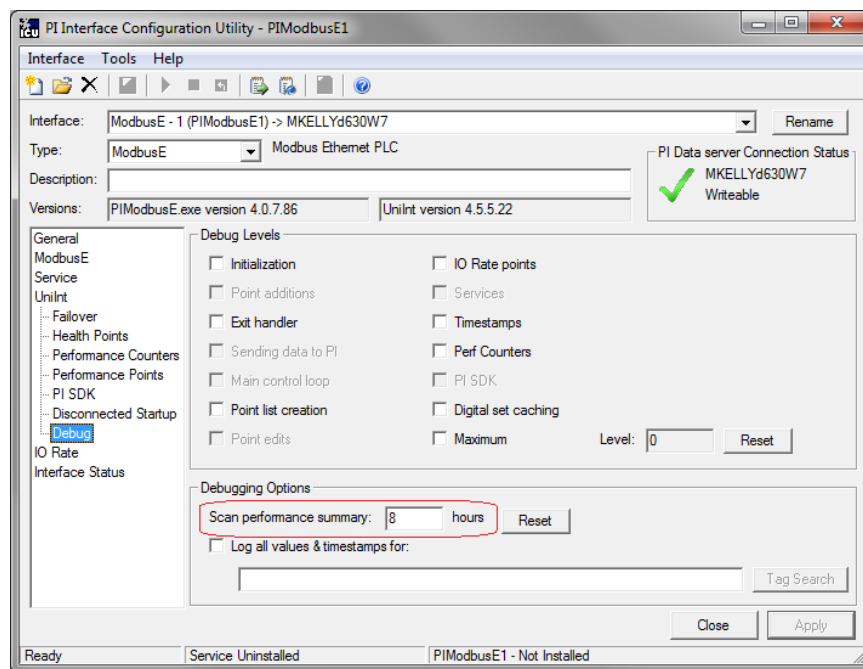 PI Interface Configuration Utility - PIModbusE1
Interface Tools Help
Interface: ModbusE - 1 (PIModbusE1) -> MKELLYd630W7 Rename
Type: ModbusE Modbus Ethernet PLC
PI Data server Connection Status
MKELLYd630W7
Writeable
Description:
Versions: PIModbusE.exe version 4.0.7.86 UniInt version 4.5.5.22
General
ModbusE
Service
UniInt
Failover
Health Points
Performance Counters
Performance Points
PI SDK
Disconnected Startup
Debug
IO Rate
Interface Status
Debug Levels
Initialization IO Rate points
Point additions Services
Exit handler Timestamps
Sending data to PI Perf Counters
Main control loop PI SDK
Point list creation Digital set caching
Point edits Maximum Level: 0 Reset
Debugging Options
Scan performance summary: 8 hours Reset
Log all values & timestamps for:
Tag Search
Close Apply
Ready Service Uninstalled PIModbusE1 - Not Installed